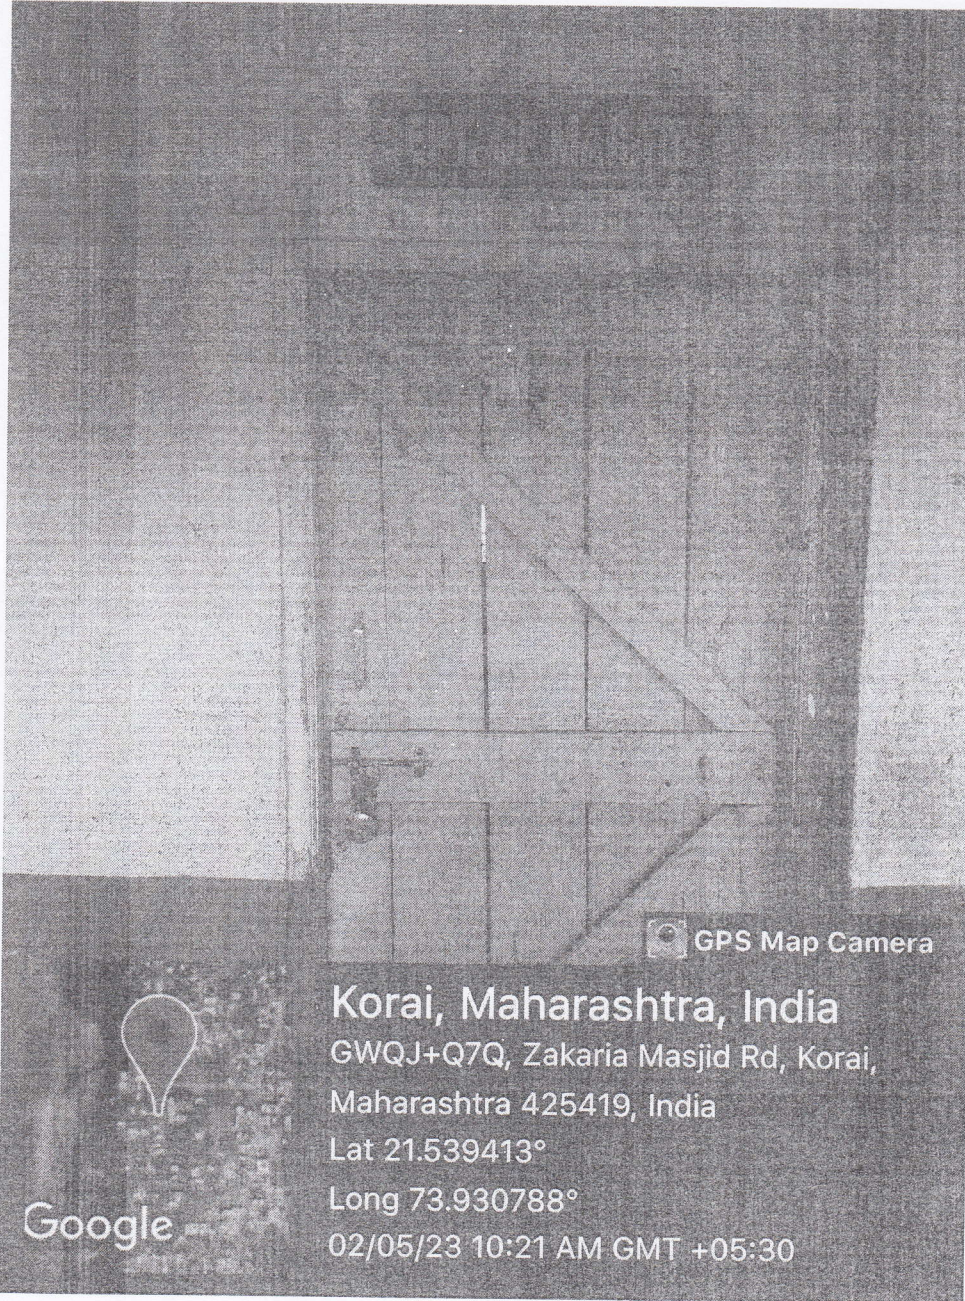 GPS Map Camera
Korai, Maharashtra, India
GWQJ+Q7Q, Zakaria Masjid Rd, Korai,
Maharashtra 425419, India
Lat 21.539413°
Long 73.930788°
02/05/23 10:21 AM GMT +05:30
Google